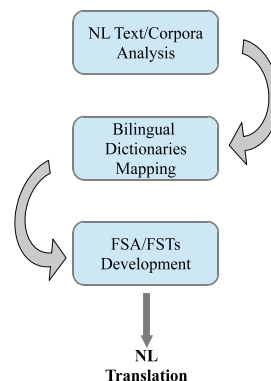 NL Text/Corpora
Analysis
Bilingual
Dictionaries
Mapping
FSA/FSTs
Development
NL
Translation